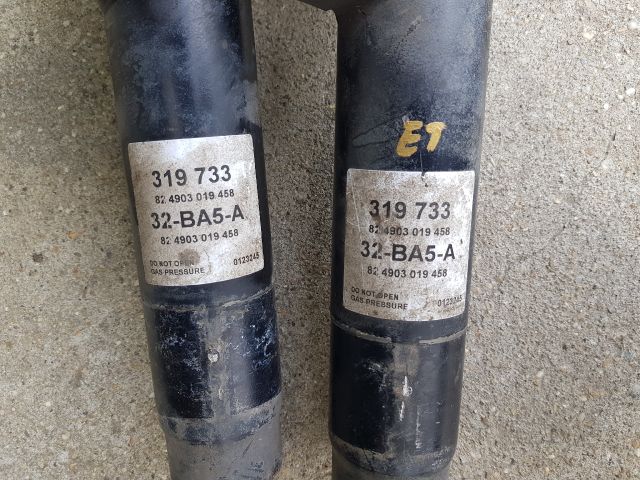 319 733
82 4903 019 458
32-BA5-A
82 4903 019 458
DO NOT OPEN
GAS PRESSURE 0123245
ET
319 733
82 4903 019 458
32-BA5-A
82 4903 019 458
DO NOT OPEN
GAS PRESSURE 0123245